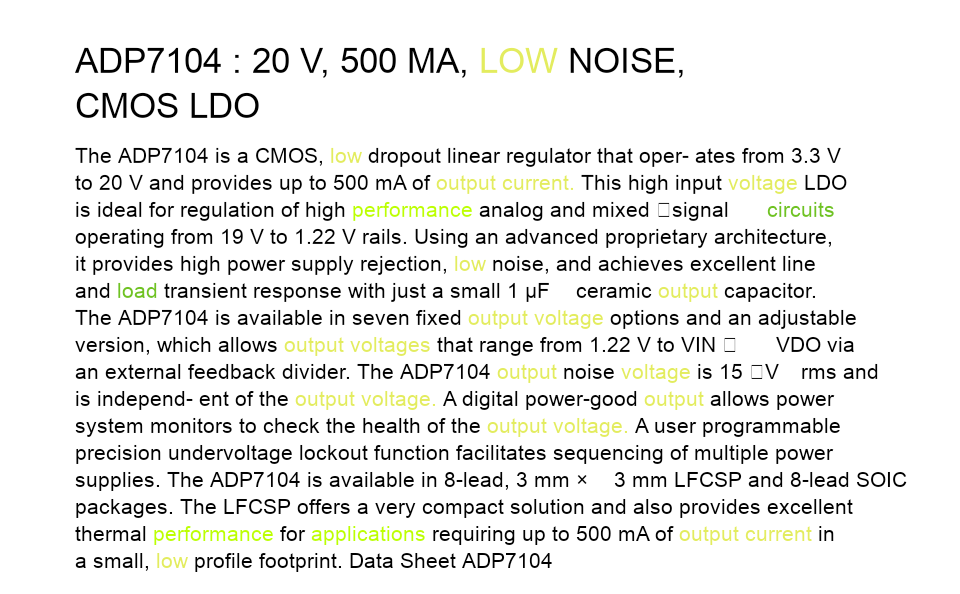 ADP7104 : 20 V, 500 MA, LOW NOISE,
CMOS LDO
The ADP7104 is a CMOS, low dropout linear regulator that oper- ates from 3.3 V
to 20 V and provides up to 500 mA of output current. This high input voltage LDO
is ideal for regulation of high performance analog and mixed □signal circuits
operating from 19 V to 1.22 V rails. Using an advanced proprietary architecture,
it provides high power supply rejection, low noise, and achieves excellent line
and load transient response with just a small 1 µF ceramic output capacitor.
The ADP7104 is available in seven fixed output voltage options and an adjustable
version, which allows output voltages that range from 1.22 V to VIN □ VDO via
an external feedback divider. The ADP7104 output noise voltage is 15 □V rms and
is independ- ent of the output voltage. A digital power-good output allows power
system monitors to check the health of the output voltage. A user programmable
precision undervoltage lockout function facilitates sequencing of multiple power
supplies. The ADP7104 is available in 8-lead, 3 mm × 3 mm LFCSP and 8-lead SOIC
packages. The LFCSP offers a very compact solution and also provides excellent
thermal performance for applications requiring up to 500 mA of output current in
a small, low profile footprint. Data Sheet ADP7104